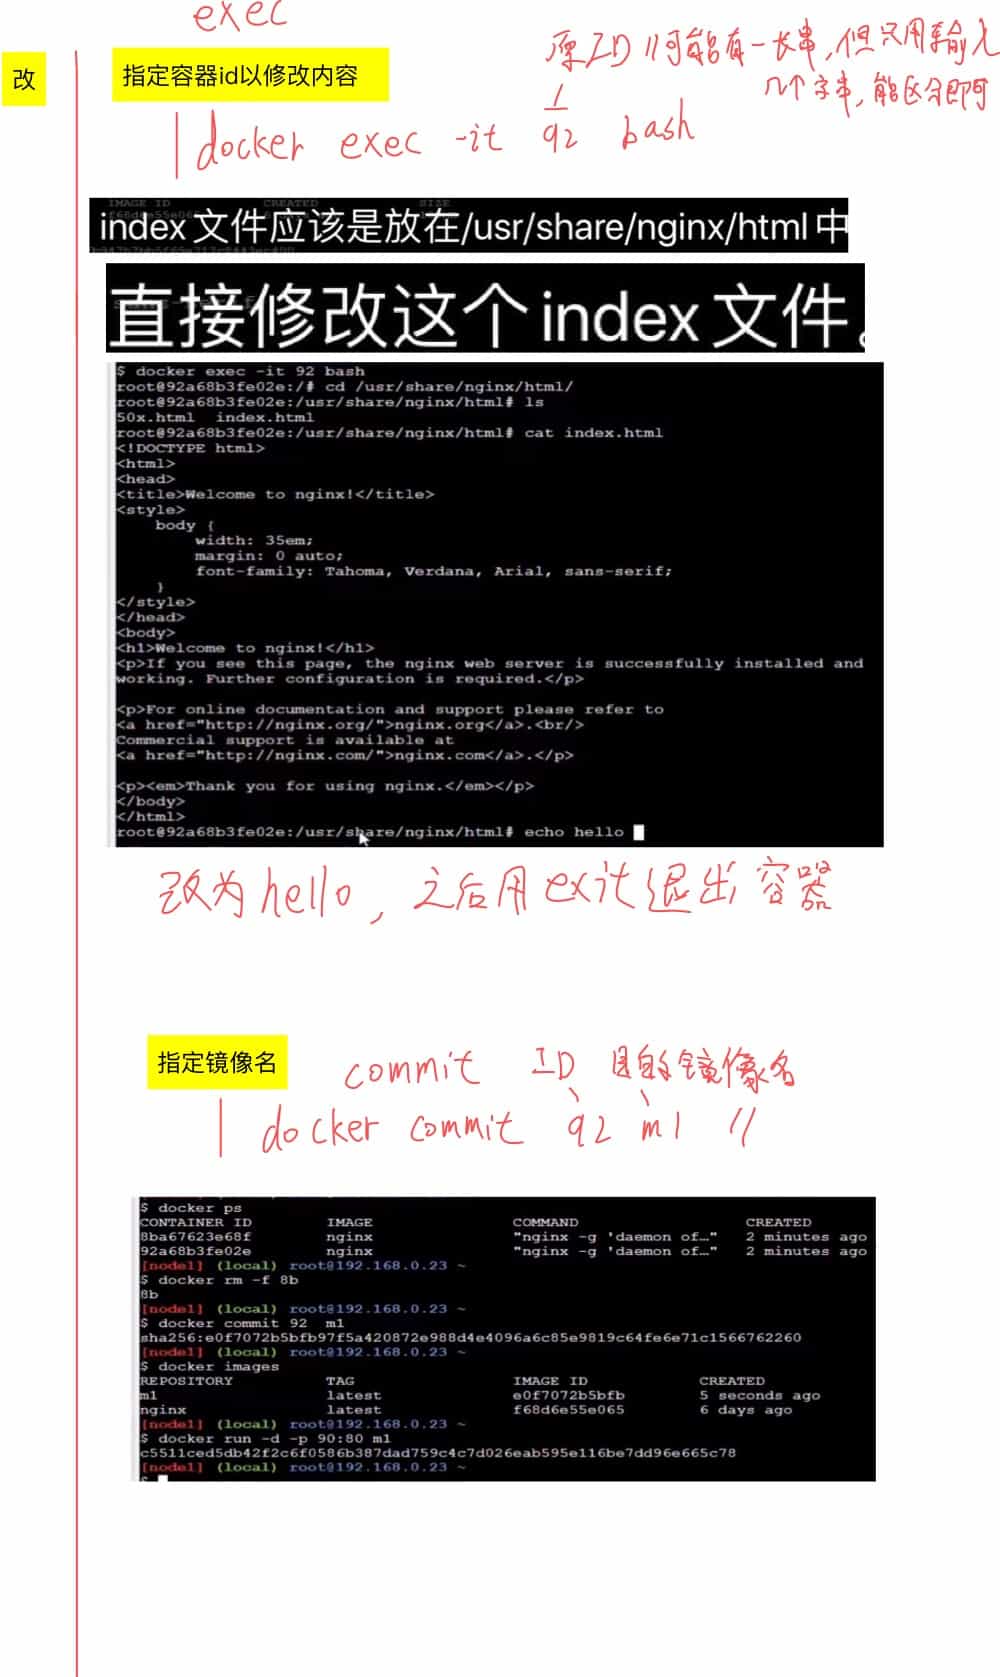 exec
改
指定容器id以修改内容
原ID //可能有一长串,但只用输入
几个字串,能区分即可
docker exec -it 92 bash
IMAGE ID CREATED SIZE
index 文件应该是放在/usr/share/nginx/html 中
直接修改这个 index 文件。
$ docker exec -it 92 bash
root@92a68b3fe02e:/# cd /usr/share/nginx/html/
root@92a68b3fe02e:/usr/share/nginx/html# ls
50x.html index.html
root@92a68b3fe02e:/usr/share/nginx/html# cat index.html
<!DOCTYPE html>
<html>
<head>
<title>Welcome to nginx!</title>
<style>
body {
width: 35em;
margin: 0 auto;
font-family: Tahoma, Verdana, Arial, sans-serif;
}
</style>
</head>
<body>
<h1>Welcome to nginx!</h1>
<p>If you see this page, the nginx web server is successfully installed and
working. Further configuration is required.</p>
<p>For online documentation and support please refer to
<a href="http://nginx.org/">nginx.org</a>.<br/>
Commercial support is available at
<a href="http://nginx.com/">nginx.com</a>.</p>
<p><em>Thank you for using nginx.</em></p>
</body>
</html>
root@92a68b3fe02e:/usr/share/nginx/html# echo hello
改为hello, 之后用exit退出容器
指定镜像名
commit ID 目的镜像名
docker commit 92 m1 //
$ docker ps
CONTAINER ID IMAGE COMMAND CREATED
8ba67623e68f nginx "nginx -g 'daemon of…" 2 minutes ago
92a68b3fe02e nginx "nginx -g 'daemon of…" 2 minutes ago
[node1] (local) root@192.168.0.23 ~
$ docker rm -f 8b
8b
[node1] (local) root@192.168.0.23 ~
$ docker commit 92 m1
sha256:e0f7072b5bfb97f5a420872e988d4e4096a6c85e9819c64fe6e71c1566762260
[node1] (local) root@192.168.0.23 ~
$ docker images
REPOSITORY TAG IMAGE ID CREATED
m1 latest e0f7072b5bfb 5 seconds ago
nginx latest f68d6e55e065 6 days ago
[node1] (local) root@192.168.0.23 ~
$ docker run -d -p 90:80 m1
c5511ced5db42f2c6f0586b387dad759c4c7d026eab595e116be7dd96e665c78
[node1] (local) root@192.168.0.23 ~
$